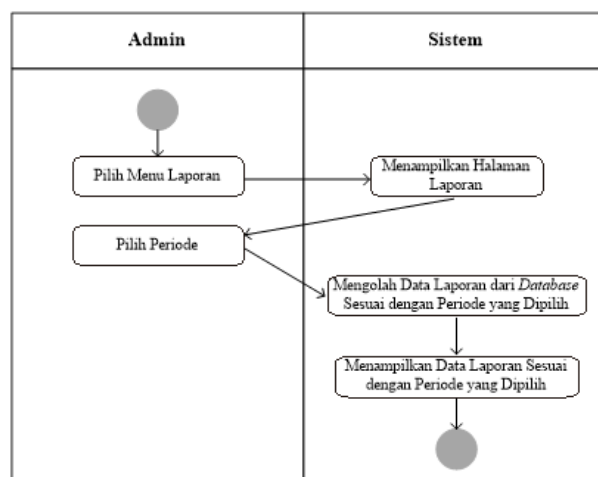 Admin
Sistem
Pilih Menu Laporan
Menampilkan Halaman
Laporan
Pilih Periode
Mengolah Data Laporan dari Database
Sesuai dengan Periode yang Dipilih
Menampilkan Data Laporan Sesuai
dengan Periode yang Dipilih